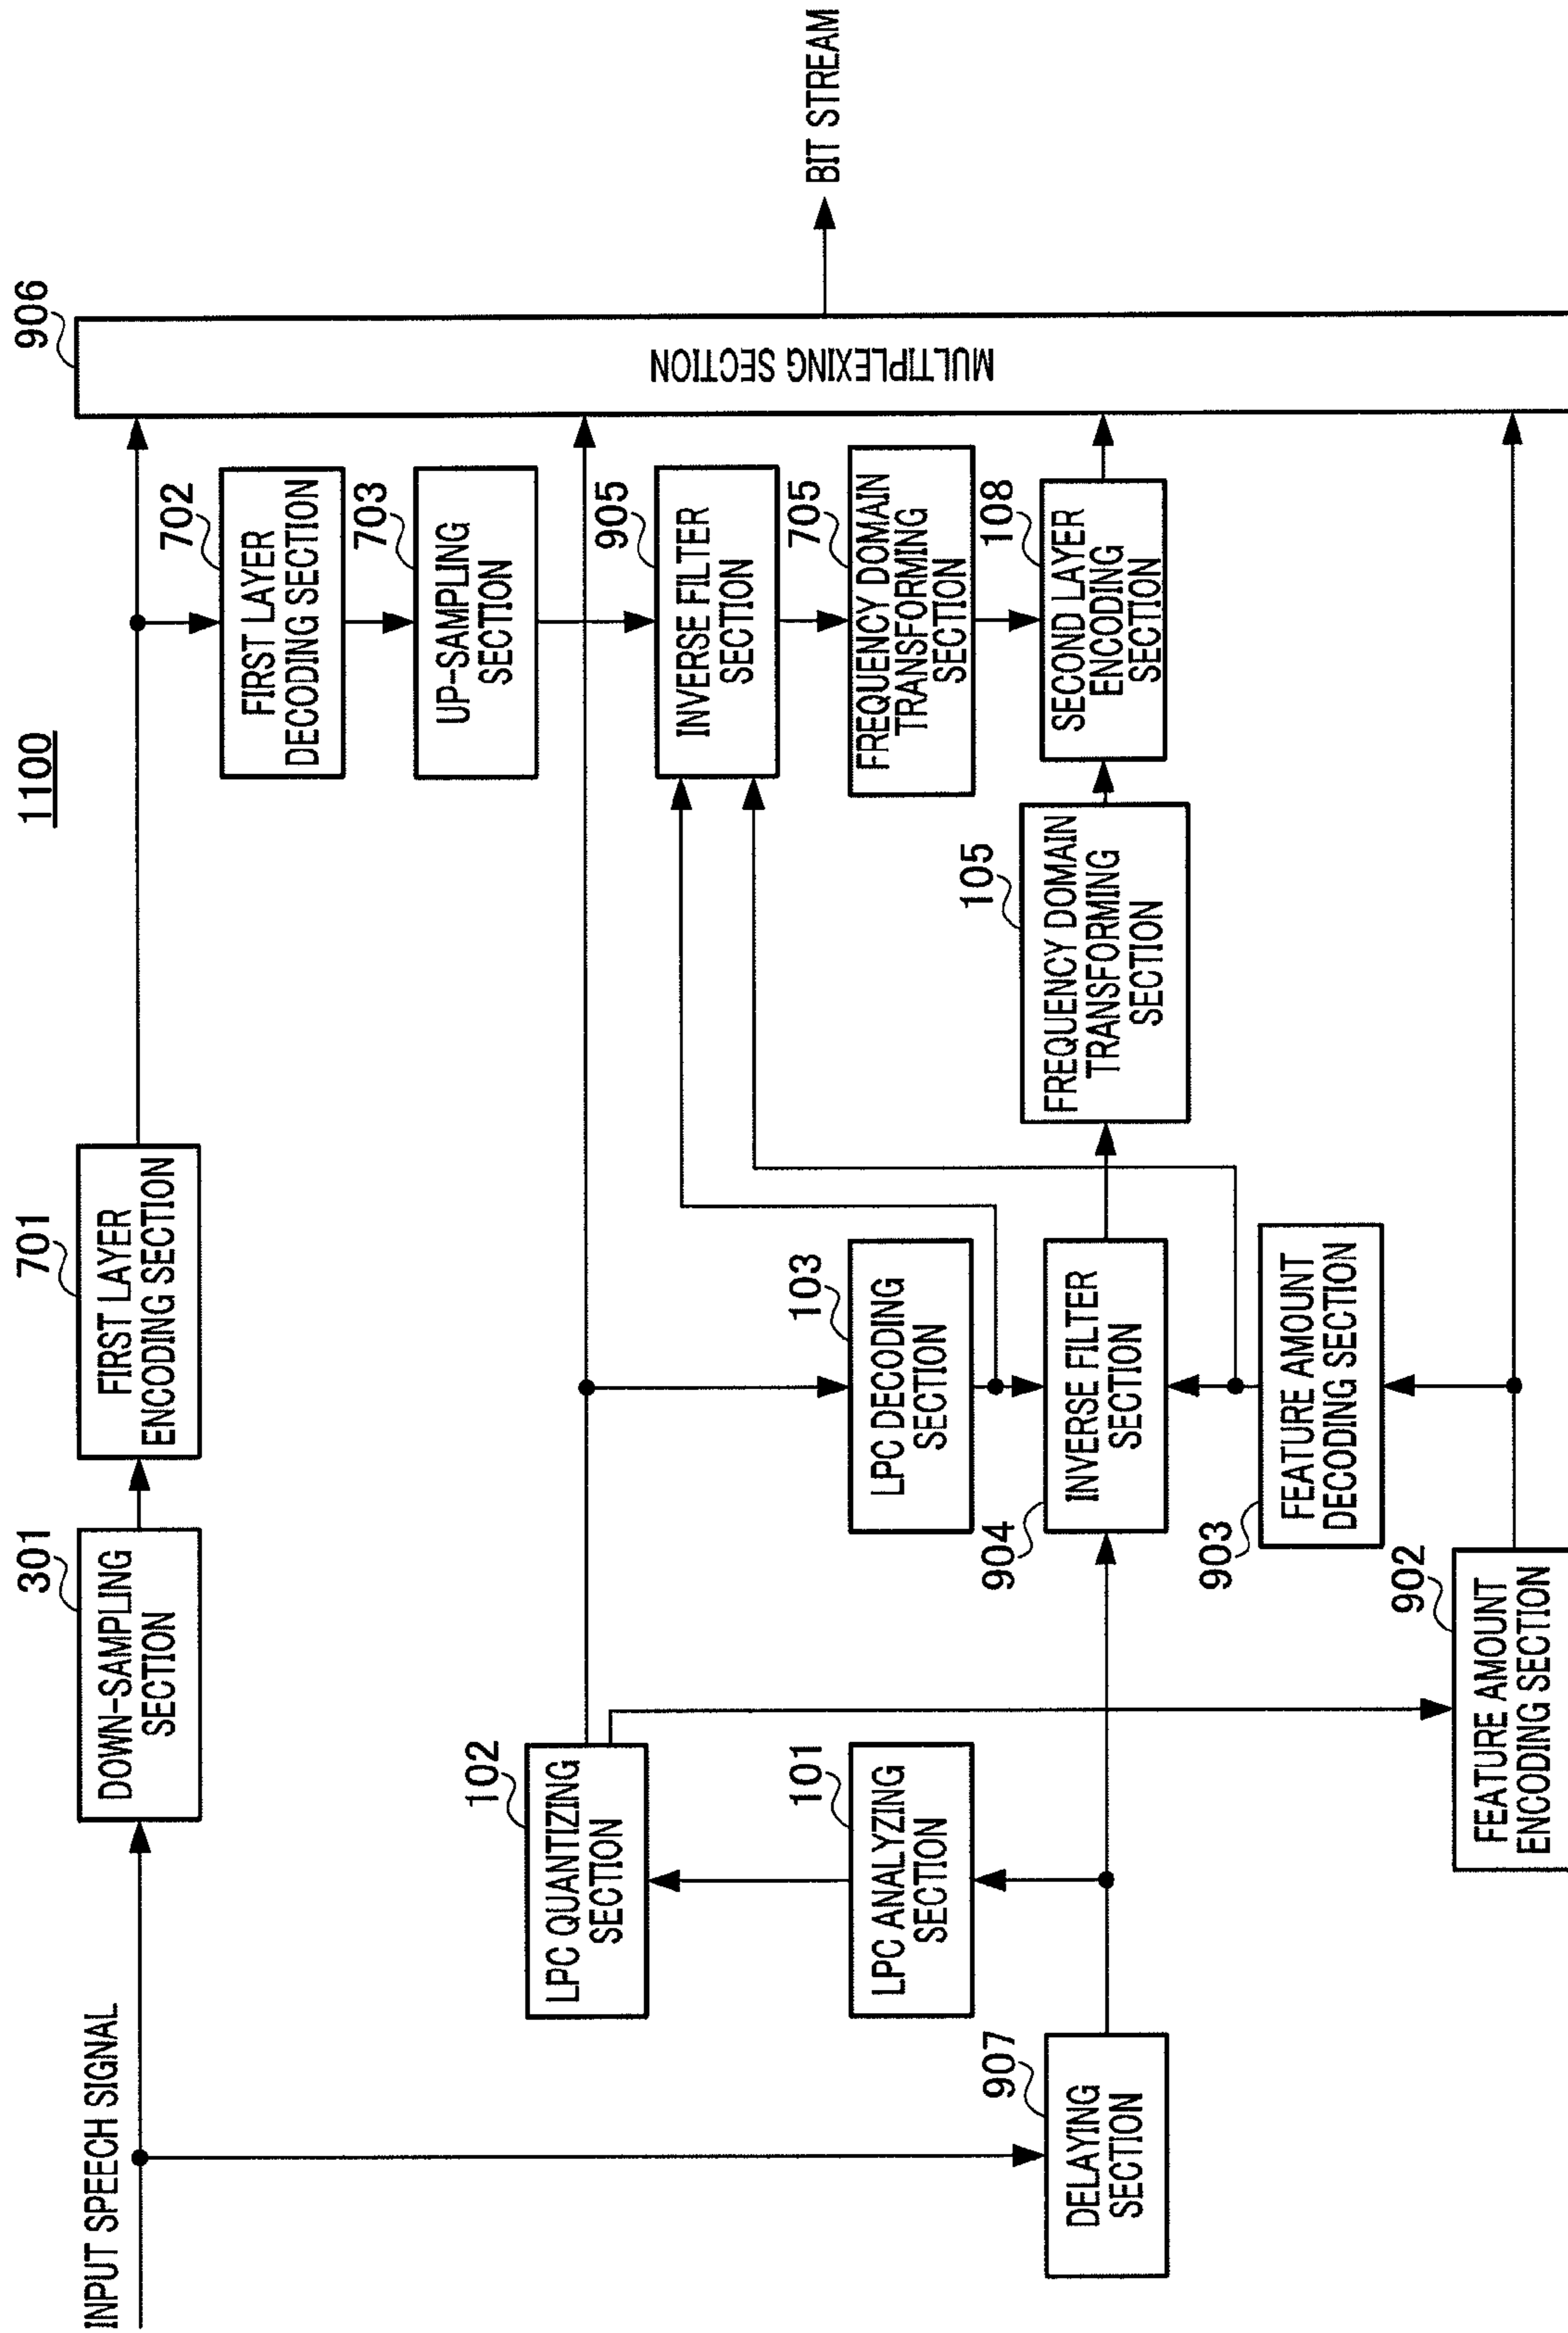 1100
INPUT SPEECH SIGNAL
301
DOWN-SAMPLING
SECTION
701
FIRST LAYER
ENCODING SECTION
906
MULTIPLEXING SECTION
BIT STREAM
702
FIRST LAYER
DECODING SECTION
703
UP-SAMPLING
SECTION
102
LPC QUANTIZING
SECTION
905
INVERSE FILTER
SECTION
101
LPC ANALYZING
SECTION
103
LPC DECODING
SECTION
705
FREQUENCY DOMAIN
TRANSFORMING
SECTION
907
DELAYING
SECTION
904
INVERSE FILTER
SECTION
105
FREQUENCY DOMAIN
TRANSFORMING
SECTION
108
SECOND LAYER
ENCODING
SECTION
903
FEATURE AMOUNT
DECODING SECTION
902
FEATURE AMOUNT
ENCODING SECTION